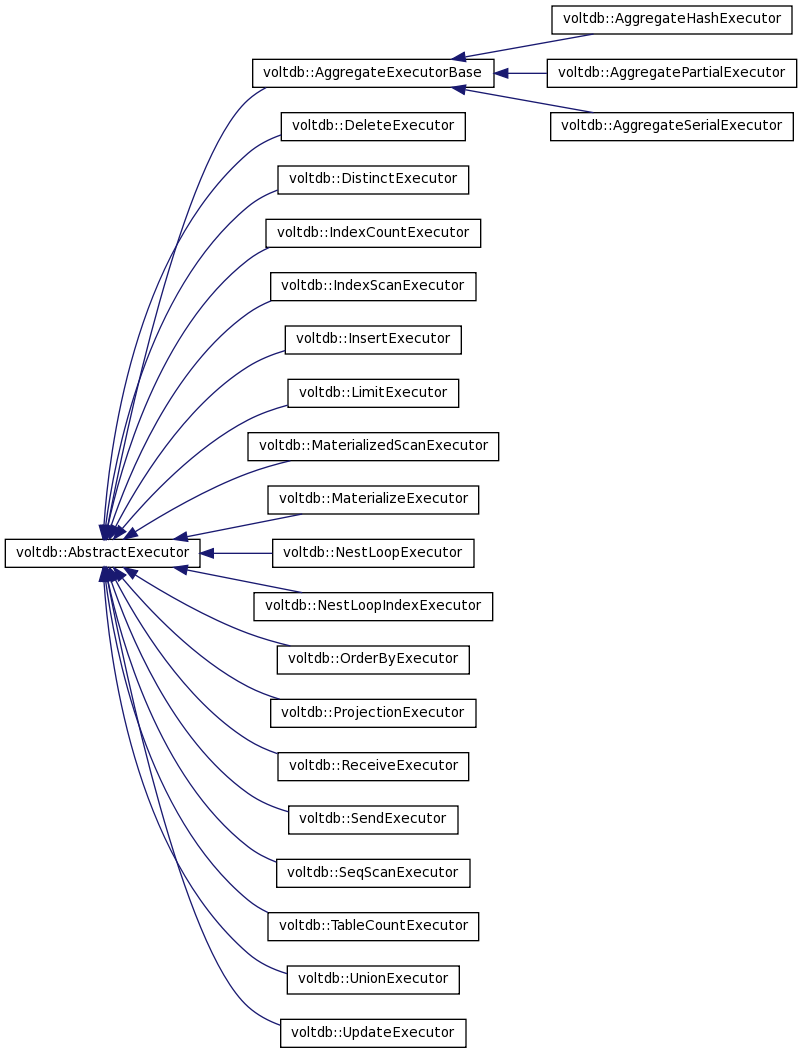 voltdb::AggregateHashExecutor
voltdb::AggregateExecutorBase
voltdb::AggregatePartialExecutor
voltdb::AggregateSerialExecutor
voltdb::DeleteExecutor
voltdb::DistinctExecutor
voltdb::IndexCountExecutor
voltdb::IndexScanExecutor
voltdb::InsertExecutor
voltdb::LimitExecutor
voltdb::MaterializedScanExecutor
voltdb::MaterializeExecutor
voltdb::AbstractExecutor
voltdb::NestLoopExecutor
voltdb::NestLoopIndexExecutor
voltdb::OrderByExecutor
voltdb::ProjectionExecutor
voltdb::ReceiveExecutor
voltdb::SendExecutor
voltdb::SeqScanExecutor
voltdb::TableCountExecutor
voltdb::UnionExecutor
voltdb::UpdateExecutor